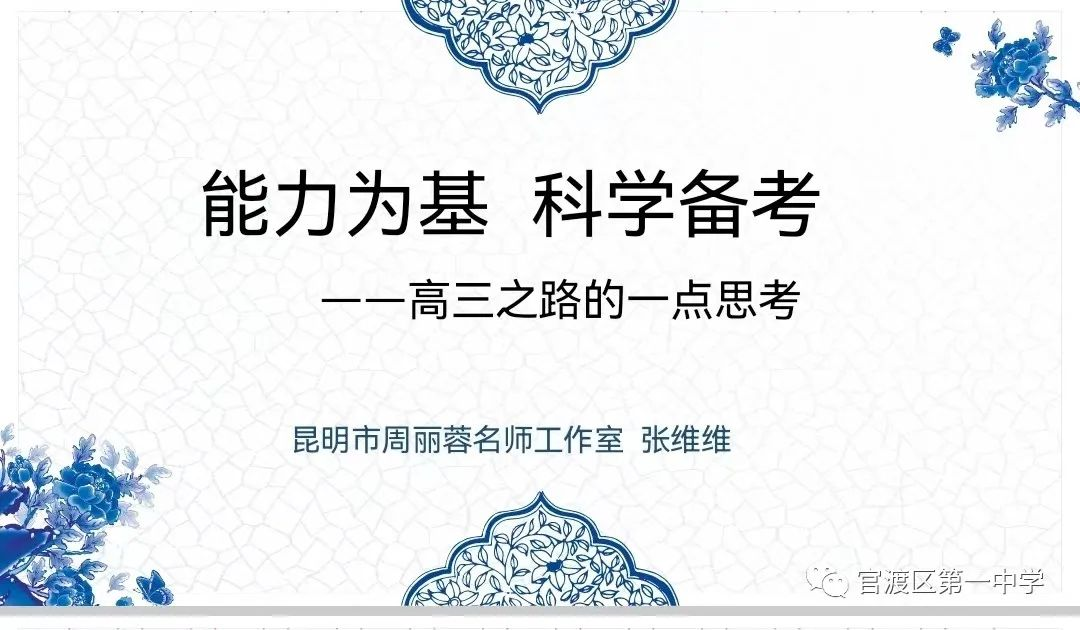 能力为基 科学备考
——高三之路的一点思考
昆明市周丽蓉名师工作室 张维维
官渡区第一中学